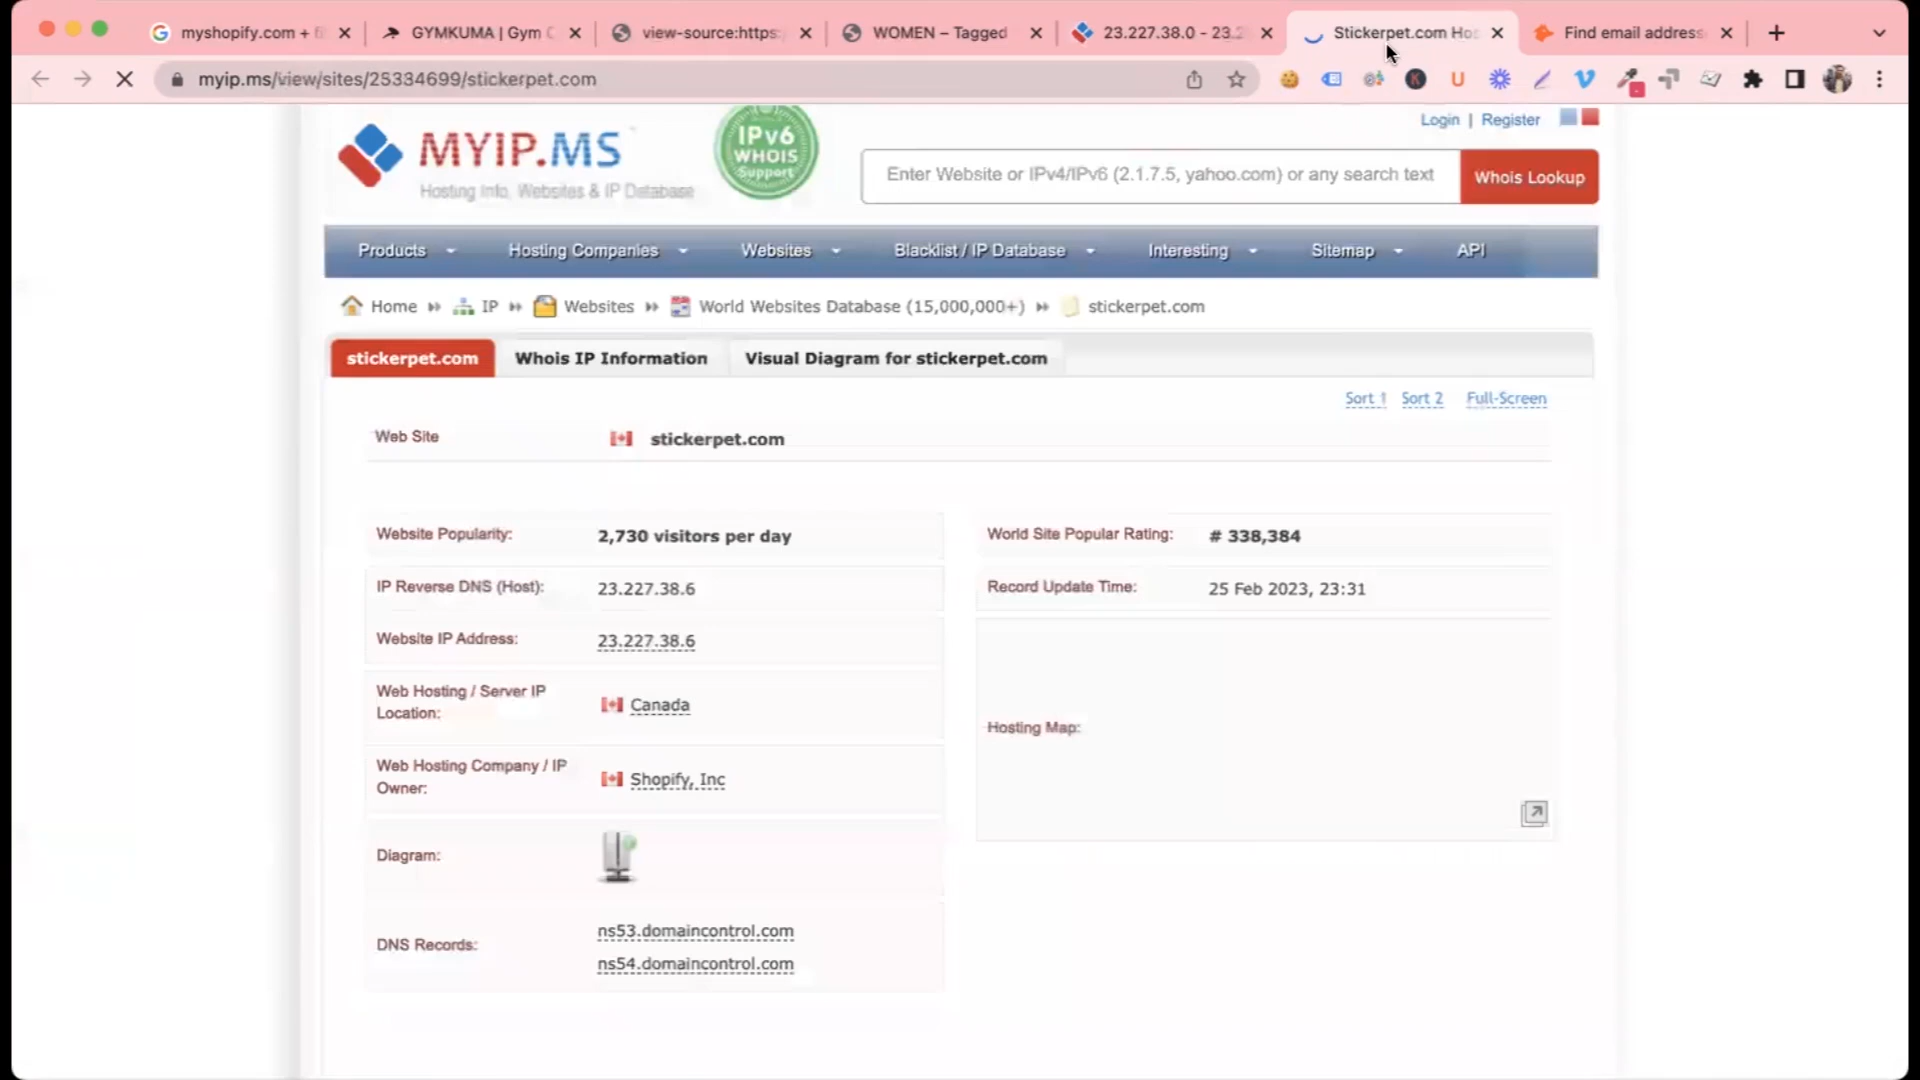 myshopify.com +
GYMKUMA | Gym
view-source:https:
WOMEN – Tagged
23.227.38.0 - 23.2
Stickerpet.com Hos
Find email address
myip.ms/view/sites/25334699/stickerpet.com
MYIP.MS
Hosting Info, Websites & IP Database
IPv6
WHOIS
Support
Login | Register
Enter Website or IPv4/IPv6 (2.1.7.5, yahoo.com) or any search text
Whois Lookup
Products
Hosting Companies
Websites
Blacklist / IP Database
Interesting
Sitemap
API
Home
IP
Websites
World Websites Database (15,000,000+)
stickerpet.com
stickerpet.com
Whois IP Information
Visual Diagram for stickerpet.com
Sort 1 Sort 2 Full-Screen
Web Site
stickerpet.com
Website Popularity:
2,730 visitors per day
World Site Popular Rating:
# 338,384
IP Reverse DNS (Host):
23.227.38.6
Record Update Time:
25 Feb 2023, 23:31
Website IP Address:
23.227.38.6
Web Hosting / Server IP
Location:
Canada
Hosting Map:
Web Hosting Company / IP
Owner:
Shopify, Inc
Diagram:
DNS Records:
ns53.domaincontrol.com
ns54.domaincontrol.com